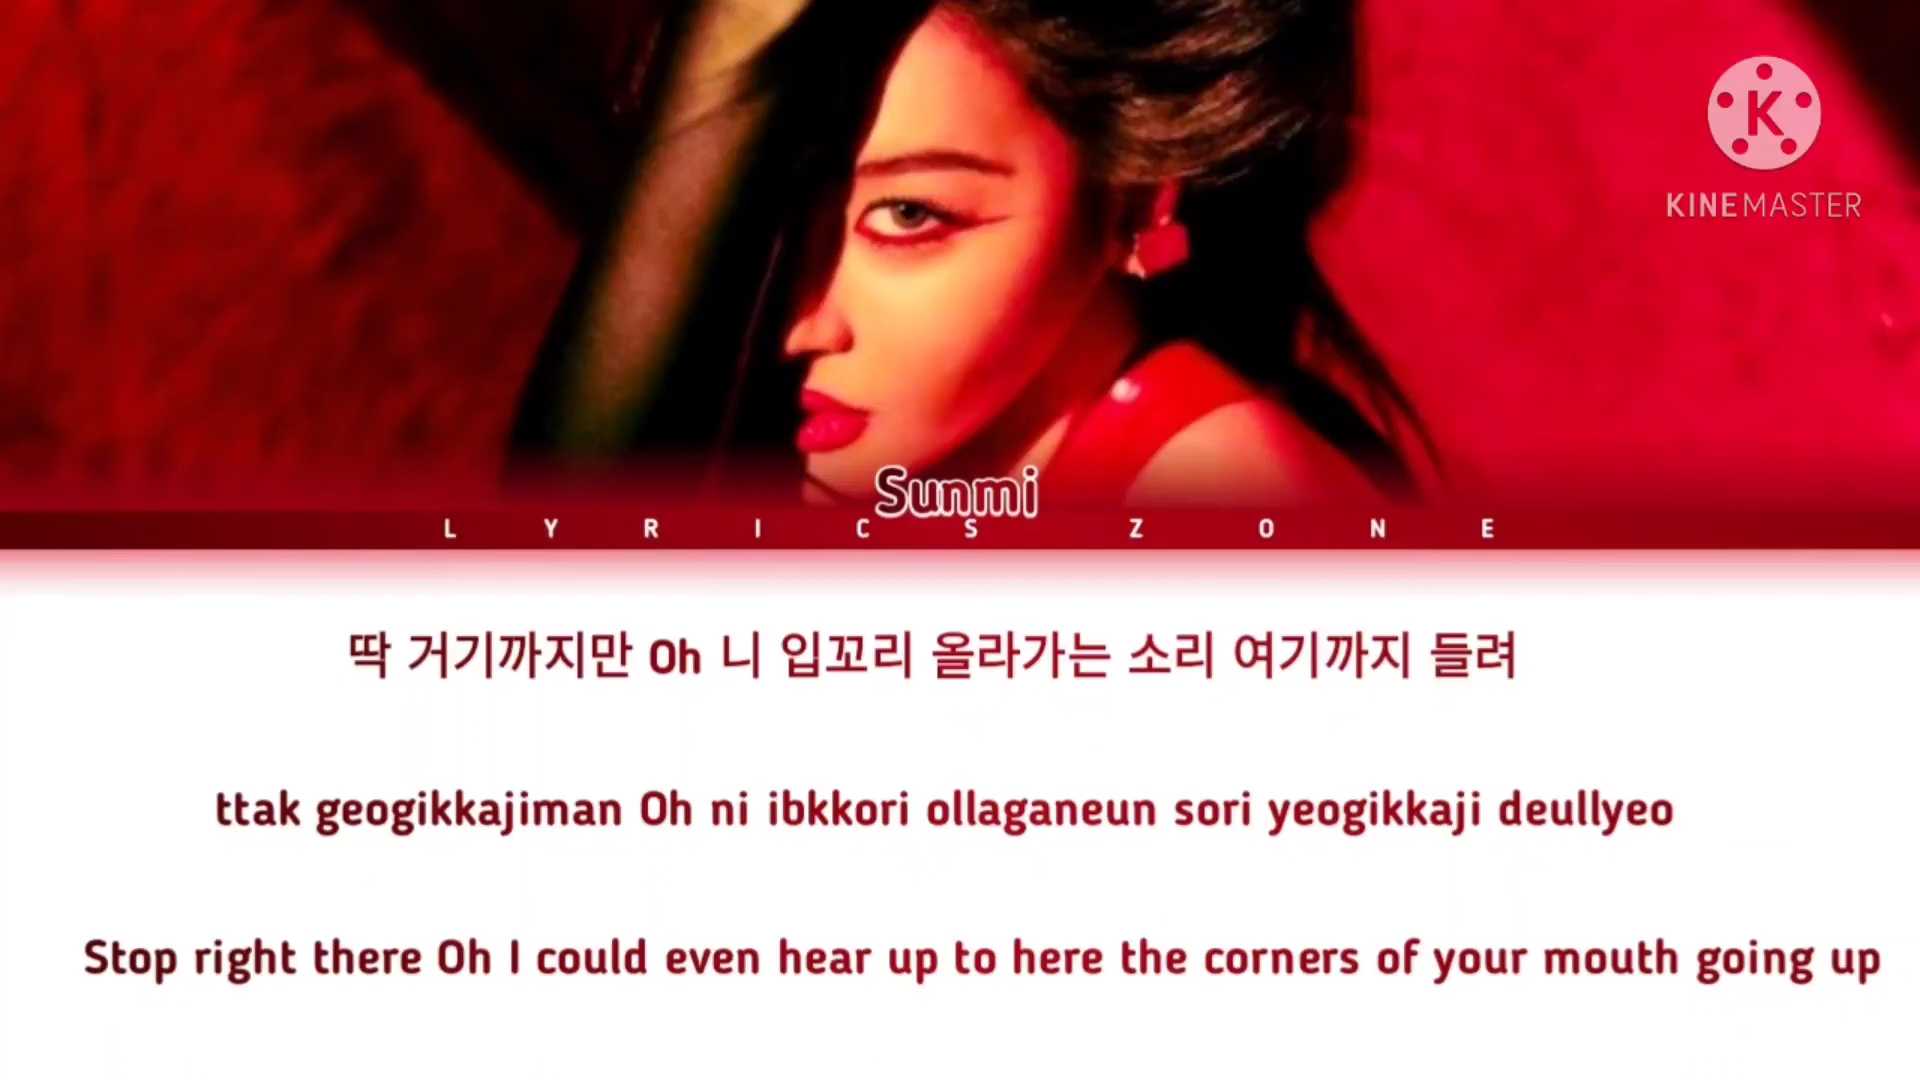 K
KINEMASTER
Sunmi
LYRICS ZONE
딱 거기까지만 Oh 니 입꼬리 올라가는 소리 여기까지 들려
ttak geogikkajiman Oh ni ibkkori ollaganeun sori yeogikkaji deullyeo
Stop right there Oh I could even hear up to here the corners of your mouth going up